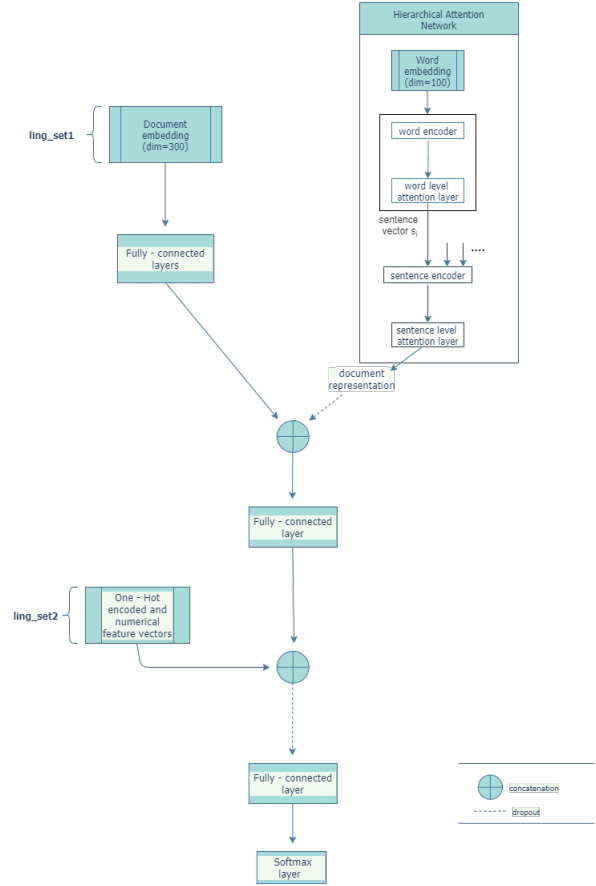 Hierarchical Attention
Network
Word
embedding
(dim=100)
word encoder
word level
attention layer
sentence
vector sᵢ
....
sentence encoder
sentence level
attention layer
document
representation
ling_set1
Document
embedding
(dim=300)
Fully - connected
layers
Fully - connected
layer
ling_set2
One - Hot
encoded and
numerical
feature vectors
Fully - connected
layer
Softmax
layer
concatenation
dropout